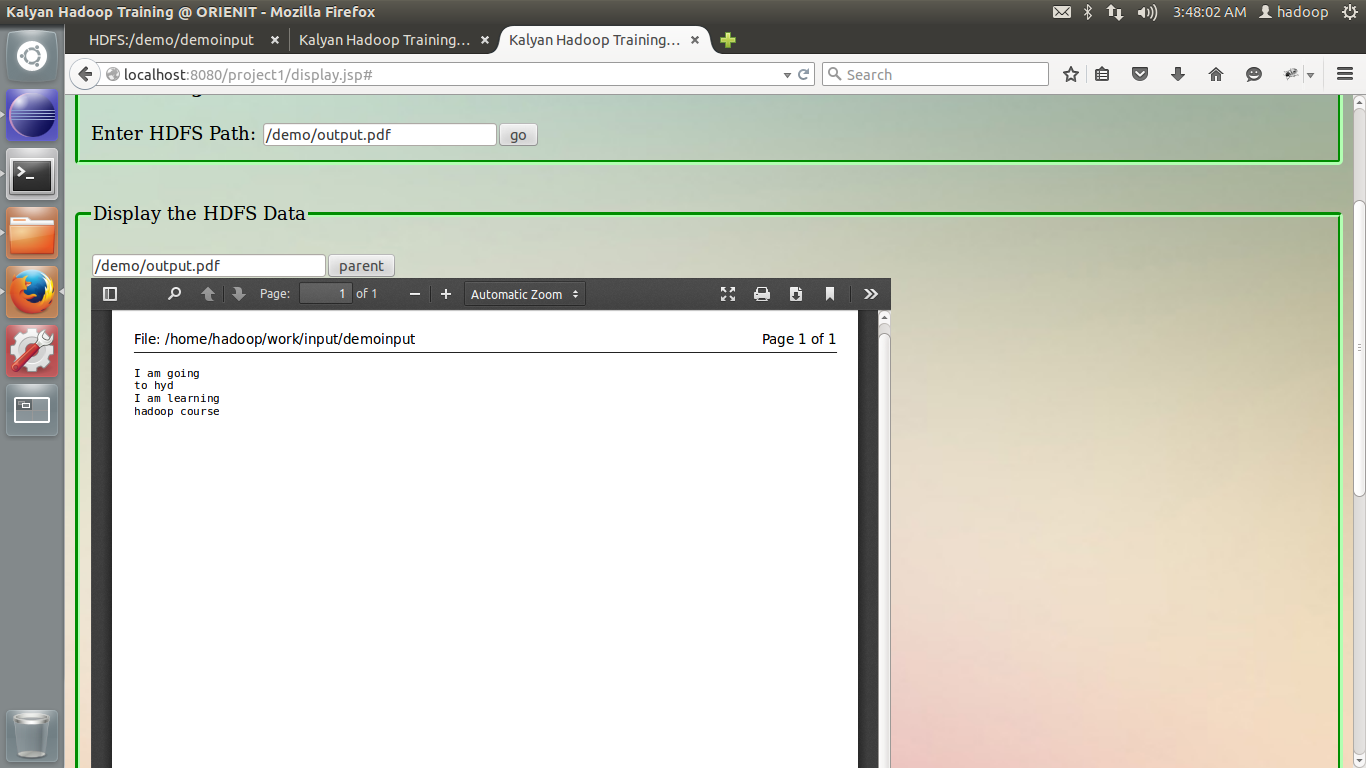 Kalyan Hadoop Training @ ORIENIT - Mozilla Firefox
3:48:02 AM
hadoop
HDFS:/demo/demoinput
Kalyan Hadoop Training...
Kalyan Hadoop Training...
localhost:8080/project1/display.jsp#
Search
Enter HDFS Path:
/demo/output.pdf
go
Display the HDFS Data
/demo/output.pdf
parent
Page:
1
of 1
Automatic Zoom
File: /home/hadoop/work/input/demoinput
Page 1 of 1
I am going
to hyd
I am learning
hadoop course